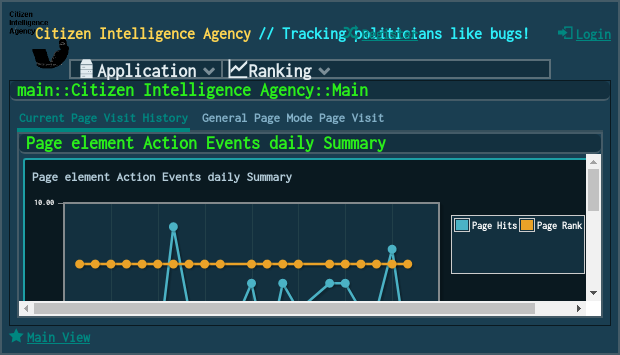 Citizen
Intelligence
Agency
Citizen Intelligence Agency // Tracking politicians like bugs!
Login
Application
Ranking
main::Citizen Intelligence Agency::Main
Current Page Visit History
General Page Mode Page Visit
Page element Action Events daily Summary
Page element Action Events daily Summary
10.00
Page Hits
Page Rank
Main View